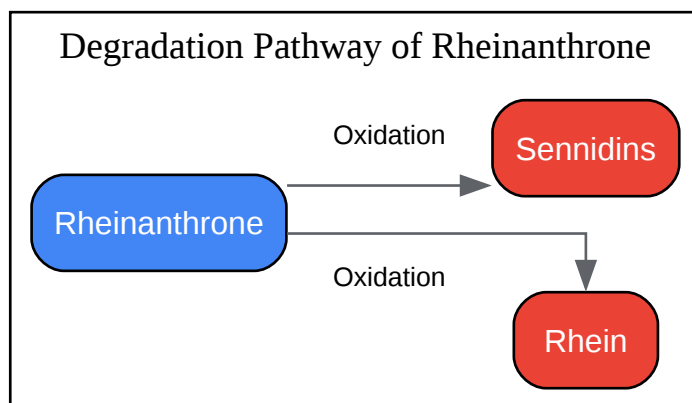 Degradation Pathway of Rheinanthrone
Oxidation
Sennidins
Rheinanthrone
Oxidation
Rhein